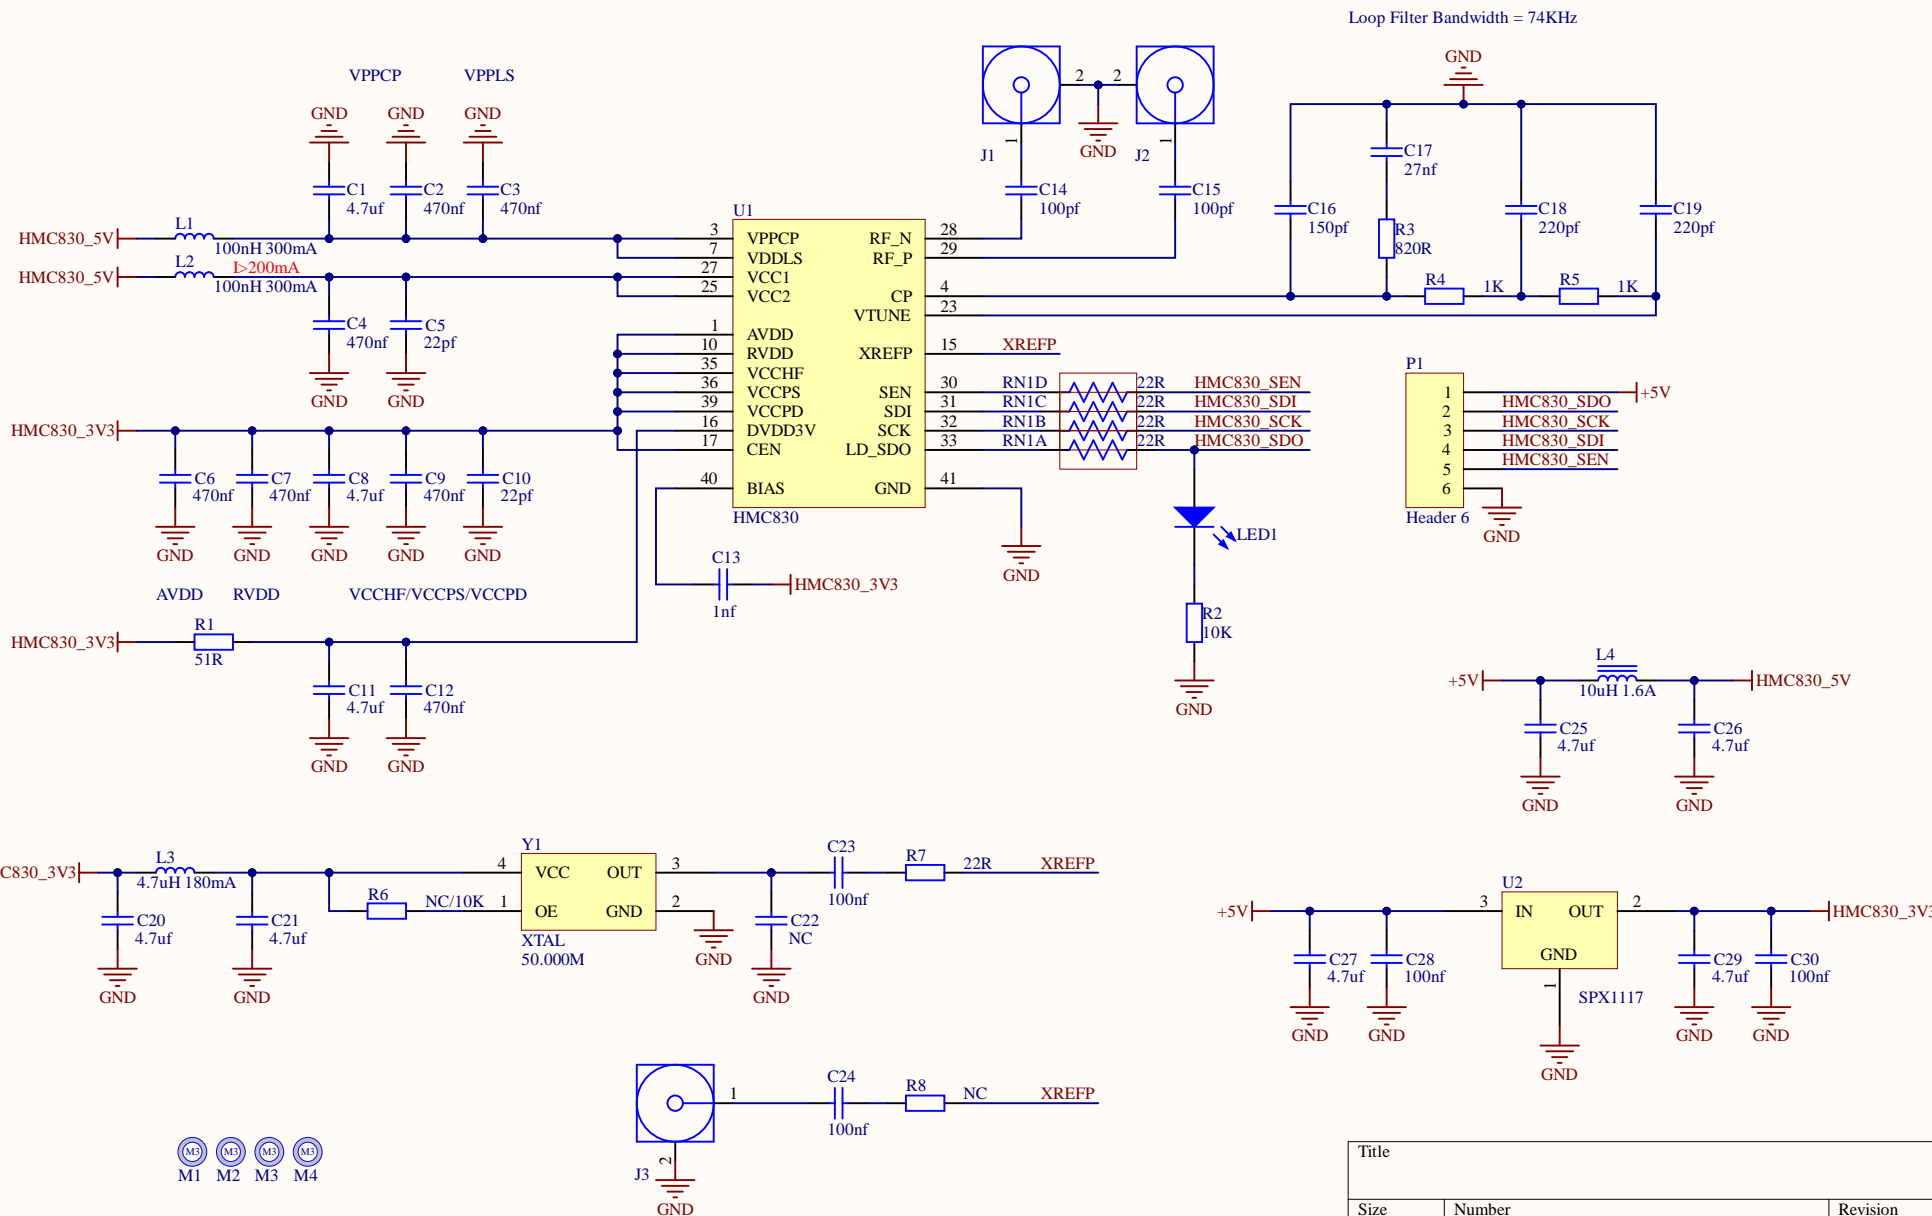 Loop Filter Bandwidth = 74KHz
VPPCP VPPLS
GND GND GND
C1 4.7uf
C2 470nf
C3 470nf
HMC830_5V
L1
100nH 300mA
HMC830_5V
L2
I>200mA
100nH 300mA
C4 470nf
C5 22pf
GND GND
HMC830_3V3
C6 470nf
C7 470nf
C8 4.7uf
C9 470nf
C10 22pf
GND GND GND GND GND
AVDD RVDD VCCHF/VCCPS/VCCPD
HMC830_3V3
R1
51R
C11 4.7uf
C12 470nf
GND GND
U1
3 VPPCP RF_N 28
7 VDDLS RF_P 29
27 VCC1
25 VCC2 CP 4
VTUNE 23
1 AVDD
10 RVDD XREFP 15 XREFP
35 VCCHF
36 VCCPS SEN 30 RN1D 22R HMC830_SEN
39 VCCPD SDI 31 RN1C 22R HMC830_SDI
16 DVDD3V SCK 32 RN1B 22R HMC830_SCK
17 CEN LD_SDO 33 RN1A 22R HMC830_SDO
40 BIAS GND 41
HMC830
GND
C13
1nf
HMC830_3V3
2 2
1 1
J1 GND J2
C14 100pf
C15 100pf
GND
C16 150pf
C17 27nf
R3 820R
C18 220pf
C19 220pf
R4 1K
R5 1K
LED1
R2 10K
GND
P1
1 +5V
2 HMC830_SDO
3 HMC830_SCK
4 HMC830_SDI
5 HMC830_SEN
6
Header 6
GND
+5V
L4
10uH 1.6A
HMC830_5V
C25 4.7uf
C26 4.7uf
GND GND
C830_3V3
L3
4.7uH 180mA
C20 4.7uf
C21 4.7uf
GND GND
R6 NC/10K
Y1
4 VCC OUT 3
1 OE GND 2
XTAL
50.000M
GND
C22 NC
GND
C23
100nf
R7 22R XREFP
+5V
C27 4.7uf
C28 100nf
GND GND
U2
3 IN OUT 2
GND
1
SPX1117
GND
HMC830_3V3
C29 4.7uf
C30 100nf
GND GND
1
2
J3
GND
C24
100nf
R8 NC XREFP
M3 M3 M3 M3
M1 M2 M3 M4
Title
Size Number Revision